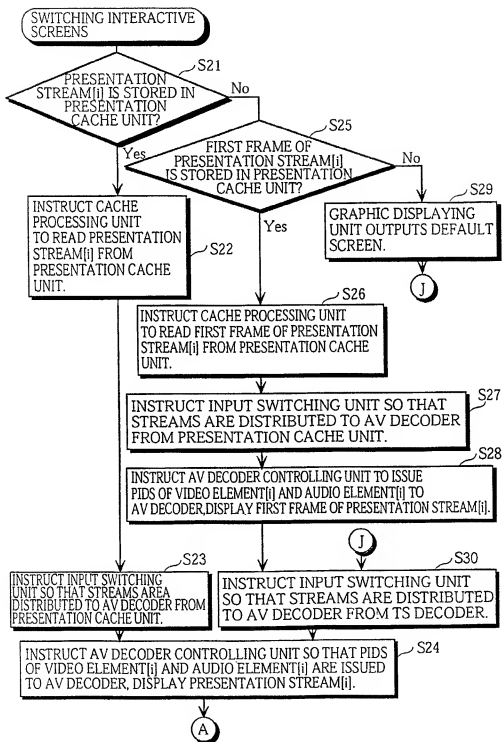 SWITCHING INTERACTIVE
SCREENS
S21
PRESENTATION
STREAM[i] IS STORED IN
PRESENTATION
CACHE UNIT?
No
Yes
S25
FIRST FRAME OF
PRESENTATION STREAM[i]
IS STORED IN PRESENTATION
CACHE UNIT?
No
Yes
S29
GRAPHIC DISPLAYING
UNIT OUTPUTS DEFAULT
SCREEN.
J
INSTRUCT CACHE
PROCESSING UNIT
TO READ PRESENTATION
STREAM[i] FROM
PRESENTATION CACHE
UNIT.
S22
S26
INSTRUCT CACHE PROCESSING UNIT
TO READ FIRST FRAME OF PRESENTATION
STREAM[i] FROM PRESENTATION CACHE
UNIT.
S27
INSTRUCT INPUT SWITCHING UNIT SO THAT
STREAMS ARE DISTRIBUTED TO AV DECODER
FROM PRESENTATION CACHE UNIT.
S28
INSTRUCT AV DECODER CONTROLLING UNIT TO ISSUE
PIDS OF VIDEO ELEMENT[i] AND AUDIO ELEMENT[i] TO
AV DECODER,DISPLAY FIRST FRAME OF PRESENTATION STREAM[i].
J
S23
INSTRUCT INPUT SWITCHING
UNIT SO THAT STREAMS AREA
DISTRIBUTED TO AV DECODER FROM
PRESENTATION CACHE UNIT.
S30
INSTRUCT INPUT SWITCHING UNIT
SO THAT STREAMS ARE DISTRIBUTED
TO AV DECODER FROM TS DECODER.
S24
INSTRUCT AV DECODER CONTROLLING UNIT SO THAT PIDS
OF VIDEO ELEMENT[i] AND AUDIO ELEMENT[i] ARE ISSUED
TO AV DECODER, DISPLAY PRESENTATION STREAM[i].
A